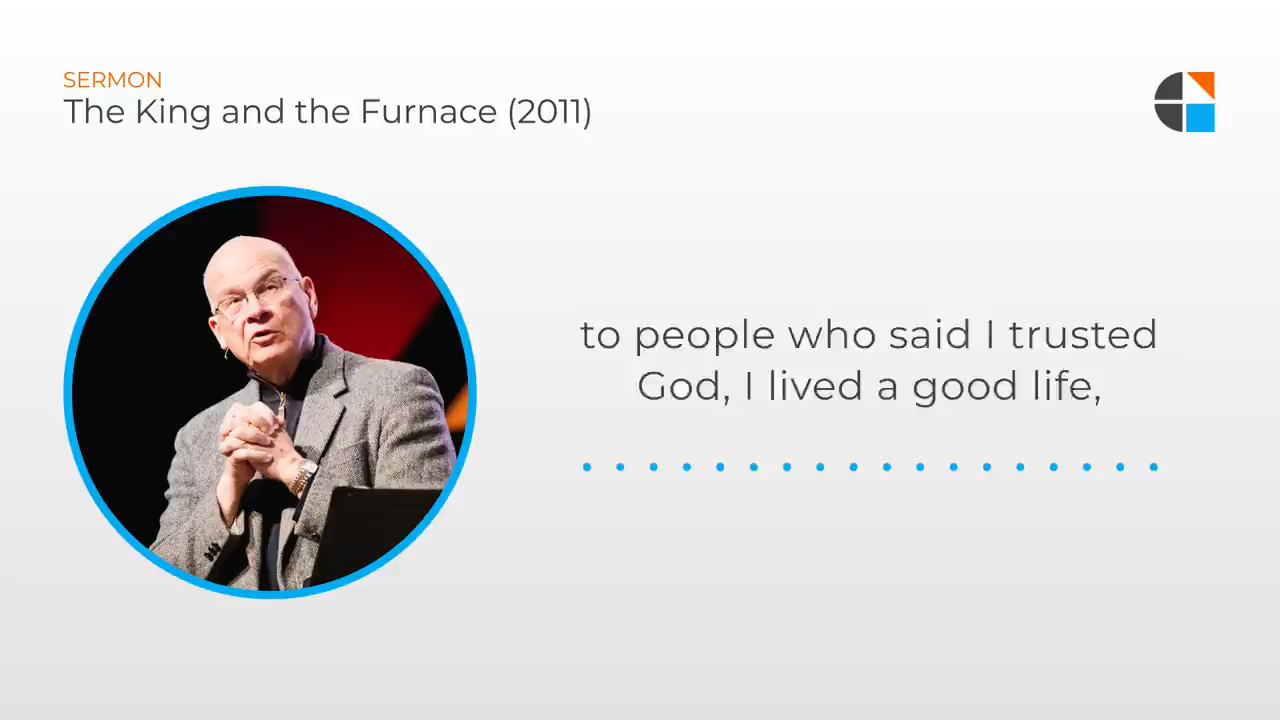 SERMON
The King and the Furnace (2011)
to people who said I trusted
God, I lived a good life,